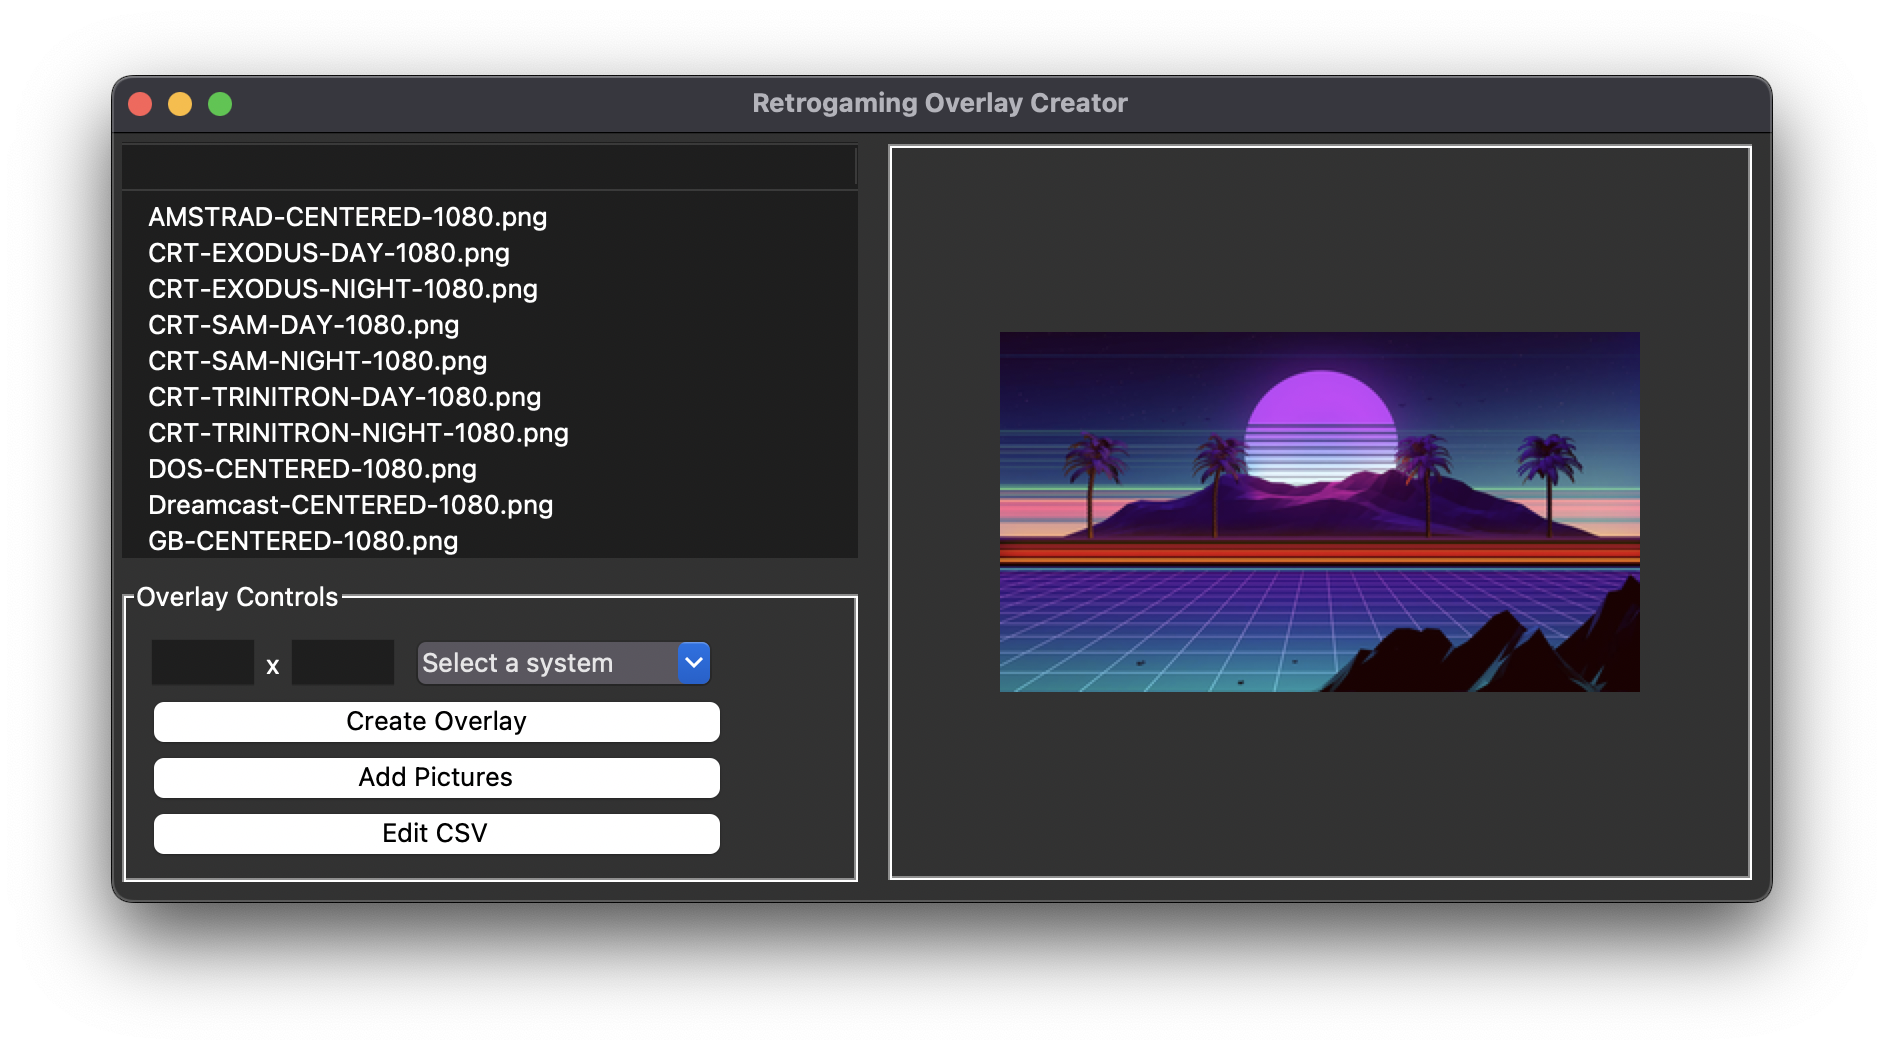 Retrogaming Overlay Creator
AMSTRAD-CENTERED-1080.png
CRT-EXODUS-DAY-1080.png
CRT-EXODUS-NIGHT-1080.png
CRT-SAM-DAY-1080.png
CRT-SAM-NIGHT-1080.png
CRT-TRINITRON-DAY-1080.png
CRT-TRINITRON-NIGHT-1080.png
DOS-CENTERED-1080.png
Dreamcast-CENTERED-1080.png
GB-CENTERED-1080.png
Overlay Controls
x Select a system
Create Overlay
Add Pictures
Edit CSV